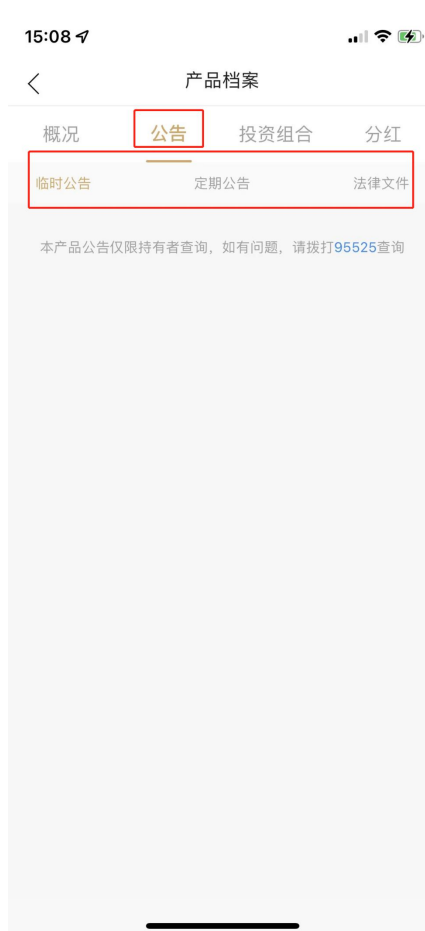 15:08
产品档案
概况 公告 投资组合 分红
临时公告 定期公告 法律文件
本产品公告仅限持有者查询，如有问题，请拨打95525查询